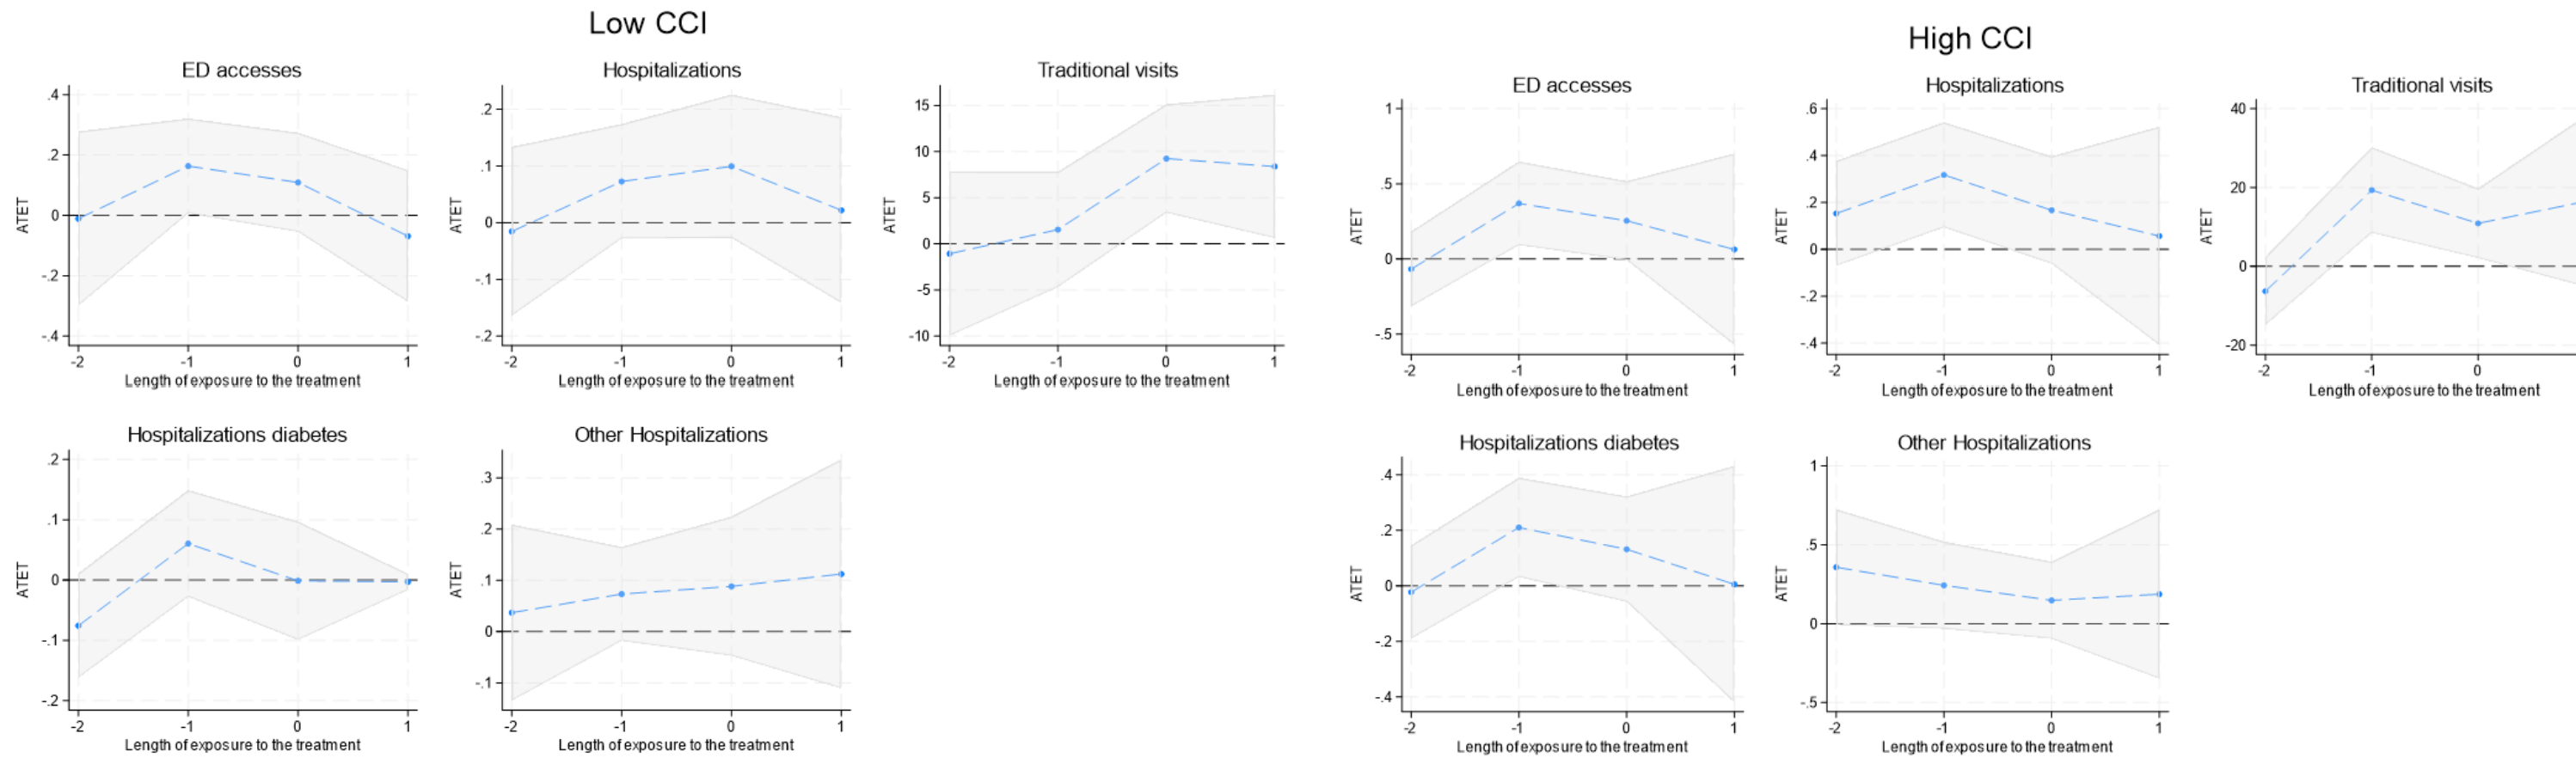 Low CCI
ED accesses
.4
.2
0
-.2
-.4
ATET
-2 -1 0 1
Length of exposure to the treatment
Hospitalizations
.2
.1
0
-.1
-.2
ATET
-2 -1 0 1
Length of exposure to the treatment
Traditional visits
15
10
5
0
-5
-10
ATET
-2 -1 0 1
Length of exposure to the treatment
Hospitalizations diabetes
.2
.1
0
-.1
-.2
ATET
-2 -1 0 1
Length of exposure to the treatment
Other Hospitalizations
.3
.2
.1
0
-.1
ATET
-2 -1 0 1
Length of exposure to the treatment
High CCI
ED accesses
1
.5
0
-.5
ATET
-2 -1 0 1
Length of exposure to the treatment
Hospitalizations
.6
.4
.2
0
-.2
-.4
ATET
-2 -1 0 1
Length of exposure to the treatment
Traditional visits
40
20
0
-20
ATET
-2 -1 0
Length of exposure to the treatment
Hospitalizations diabetes
.4
.2
0
-.2
-.4
ATET
-2 -1 0 1
Length of exposure to the treatment
Other Hospitalizations
1
.5
0
-.5
ATET
-2 -1 0 1
Length of exposure to the treatment